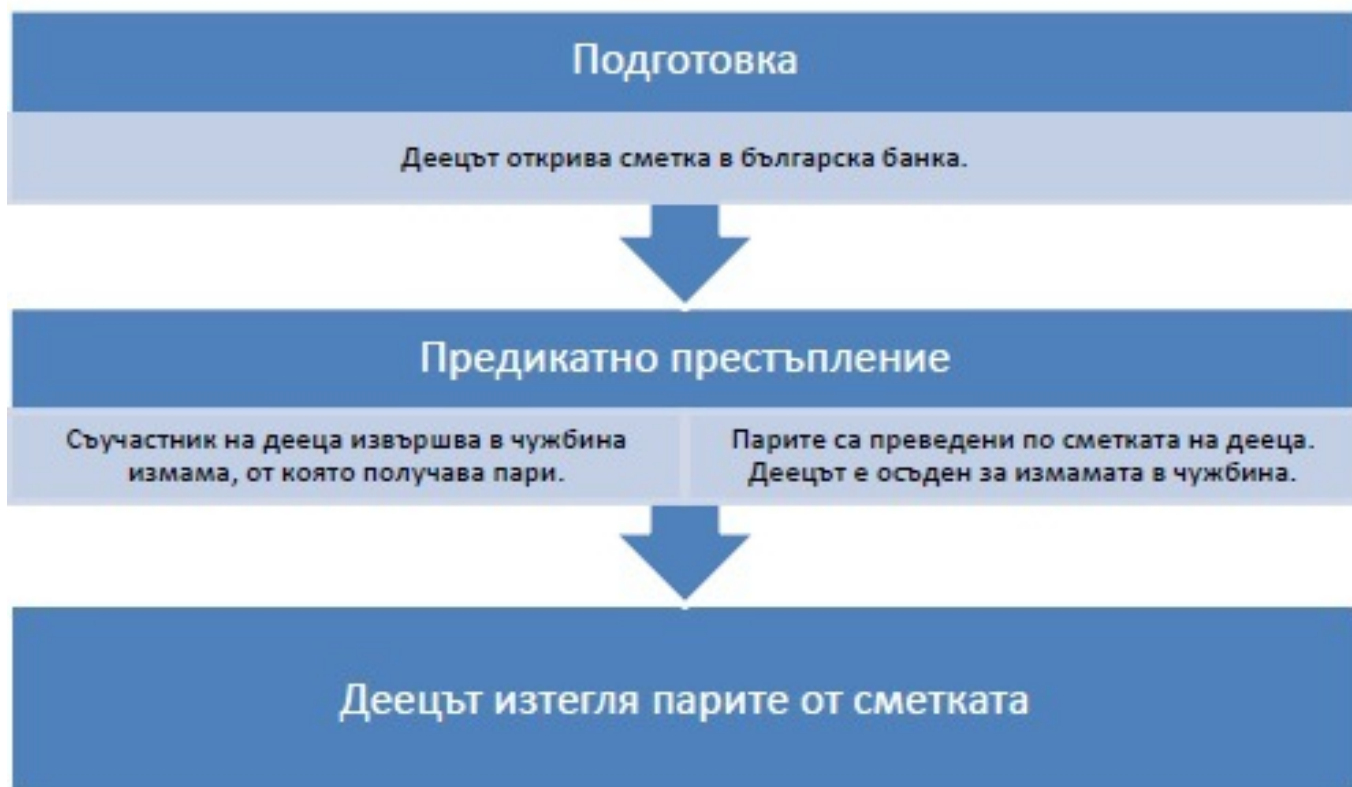 Подготовка
Деецът открива сметка в българска банка.
Предикатно престъпление
Съучастник на дееца извършва в чужбина
измама, от която получава пари.
Парите са преведени по сметката на дееца.
Деецът е осъден за измамата в чужбина.
Деецът изтегля парите от сметката